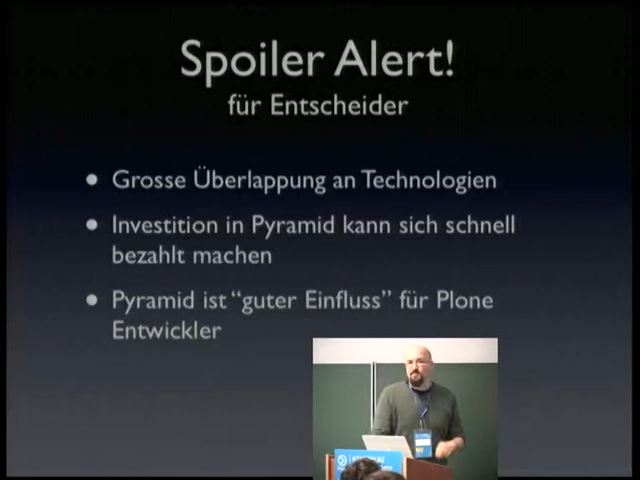 Spoiler Alert!
für Entscheider
• Grosse Überlappung an Technologien
• Investition in Pyramid kann sich schnell
bezahlt machen
• Pyramid ist “guter Einfluss” für Plone
Entwickler